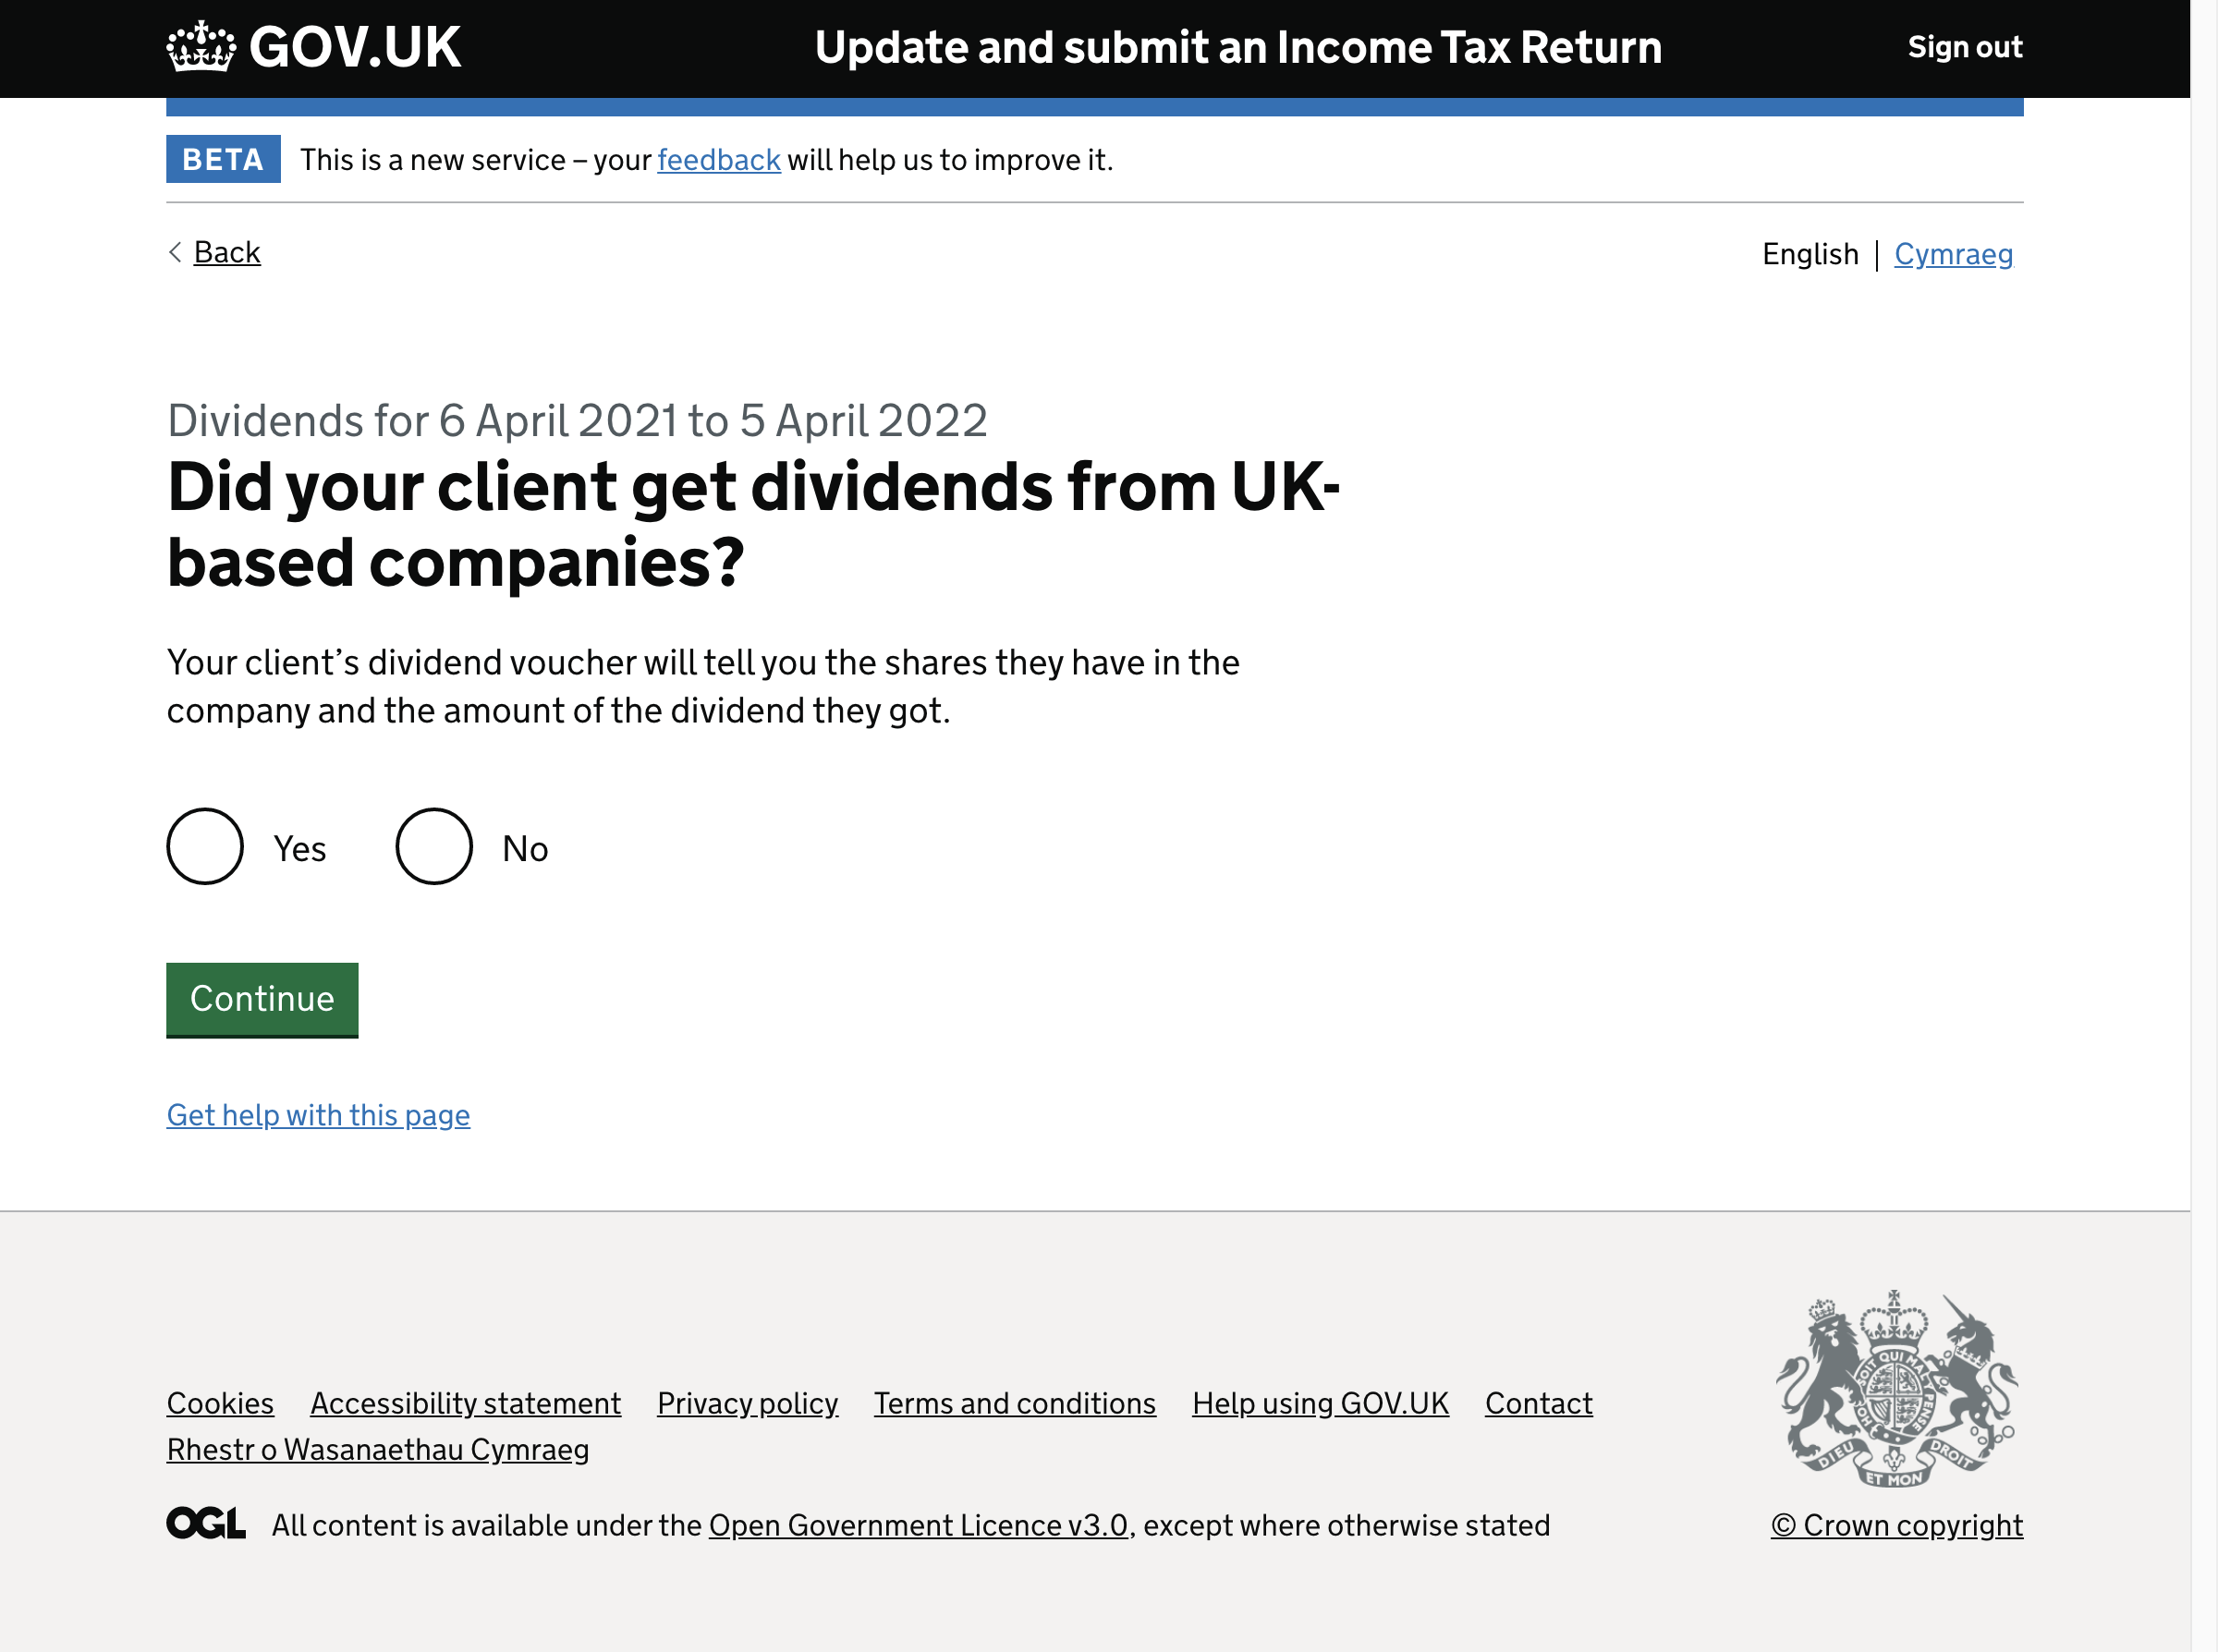 GOV.UK
Update and submit an Income Tax Return
Sign out
BETA
This is a new service – your feedback will help us to improve it.
Back
English | Cymraeg
Dividends for 6 April 2021 to 5 April 2022
Did your client get dividends from UK-
based companies?
Your client’s dividend voucher will tell you the shares they have in the
company and the amount of the dividend they got.
Yes
No
Continue
Get help with this page
Cookies
Accessibility statement
Privacy policy
Terms and conditions
Help using GOV.UK
Contact
Rhestr o Wasanaethau Cymraeg
OGL
All content is available under the Open Government Licence v3.0, except where otherwise stated
DIEU ET MON DROIT
© Crown copyright